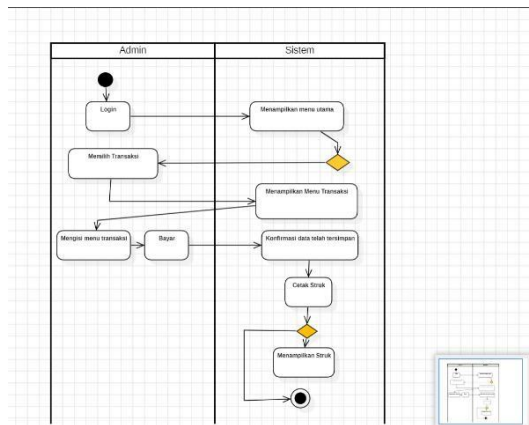 Admin
Sistem
Login
Menampilkan menu utama
Memilih Transaksi
Menampilkan Menu Transaksi
Mengisi menu transaksi
Bayar
Konfirmasi data telah tersimpan
Cetak Struk
Menampilkan Struk